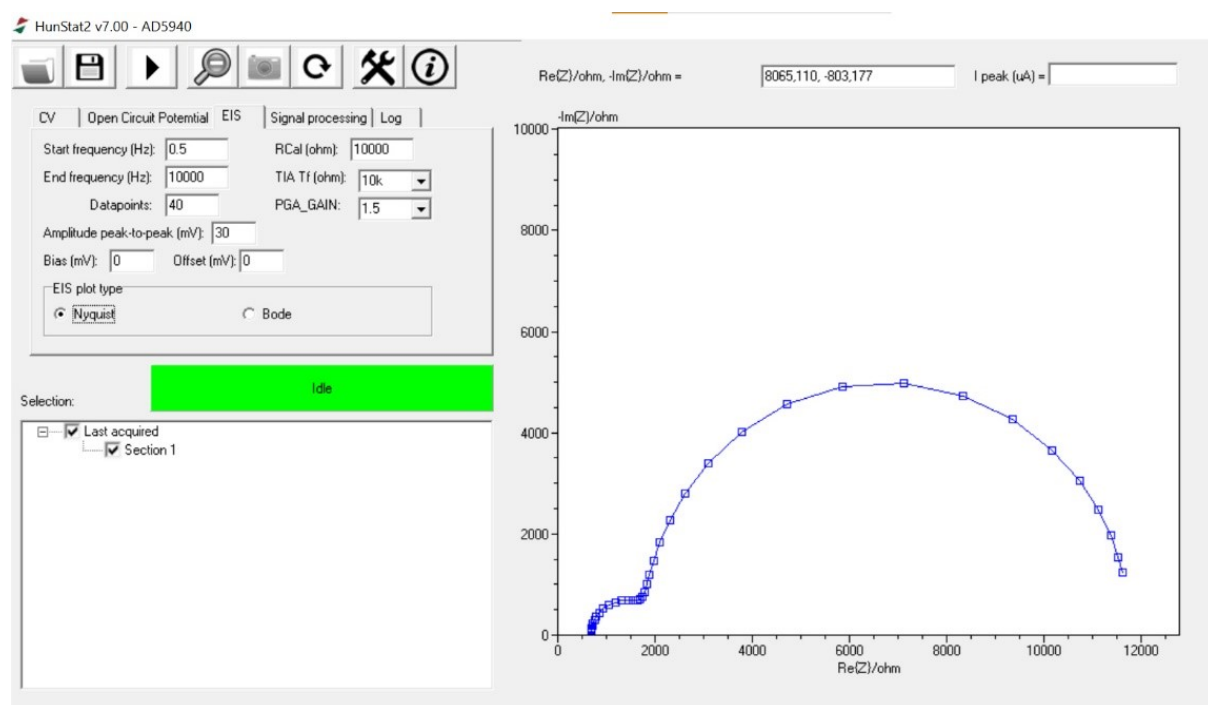 HunStat2 v7.00 - AD5940
Re{Z}/ohm, -Im{Z}/ohm = 8065,110, -803,177 I peak (uA) =
CV Open Circuit Potential EIS Signal processing Log
Start frequency (Hz): 0.5 RCal (ohm): 10000
End frequency (Hz): 10000 TIA Tf (ohm): 10k
Datapoints: 40 PGA_GAIN: 1.5
Amplitude peak-to-peak (mV): 30
Bias (mV): 0 Offset (mV): 0
EIS plot type
Nyquist Bode
Idle
Selection:
Last acquired
Section 1
-Im{Z}/ohm
10000
8000
6000
4000
2000
0
0 2000 4000 6000 8000 10000 12000
Re{Z}/ohm